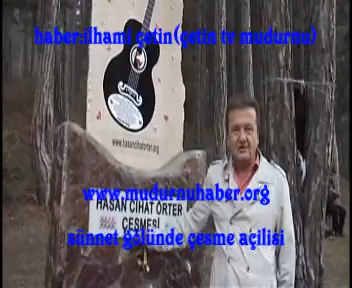 haber:ilhami çetin(çetin tv mudurnu)
www.hasancihatorter.org
www.mudurnuhaber.org
HASAN CİHAT ÖRTER
ÇEŞMESİ
sünnet gölünde çesme açilisi